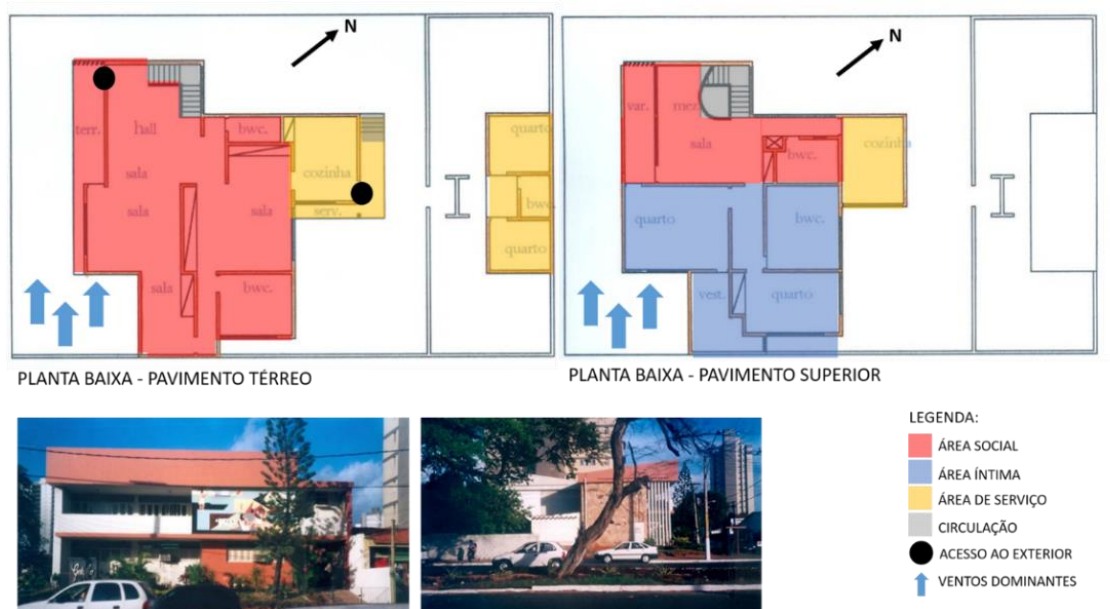 N
terr.
hall
bwc.
sala
sala
sala
cozinha
serv.
sala
bwc.
quarto
bwc.
quarto
PLANTA BAIXA - PAVIMENTO TÉRREO
N
var.
mez.
sala
bwc.
cozinha
quarto
bwc.
vest.
quarto
PLANTA BAIXA - PAVIMENTO SUPERIOR
LEGENDA:
ÁREA SOCIAL
ÁREA ÍNTIMA
ÁREA DE SERVIÇO
CIRCULAÇÃO
ACESSO AO EXTERIOR
VENTOS DOMINANTES